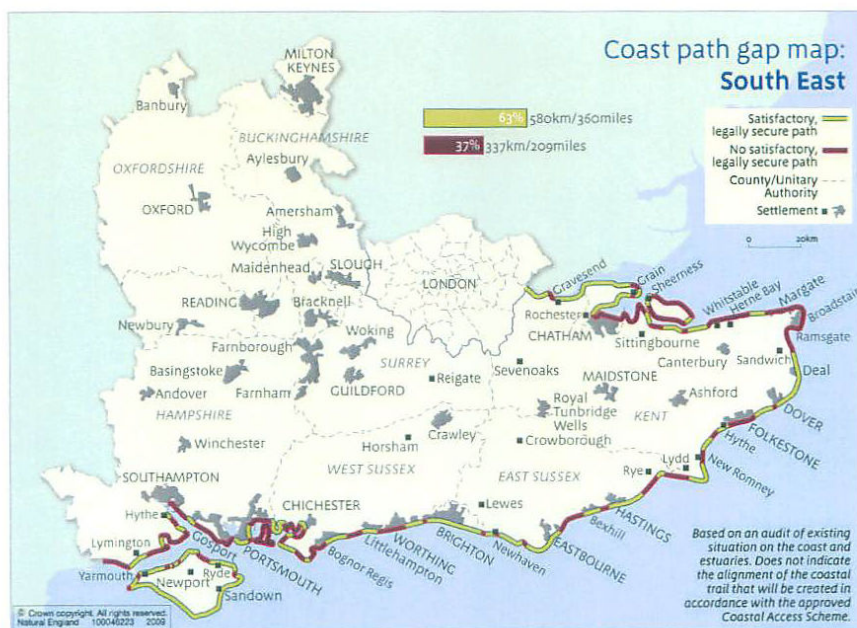 Coast path gap map:
South East
63% 580km/360miles
37% 337km/209miles
Satisfactory,
legally secure path
No satisfactory,
legally secure path
County/Unitary
Authority
Settlement
0 20km
MILTON
KEYNES
Banbury
BUCKINGHAMSHIRE
Aylesbury
OXFORDSHIRE
OXFORD
Amersham
High
Wycombe
Maidenhead
SLOUGH
LONDON
READING
Bracknell
Newbury
Gravesend
Grain
Sheerness
Rochester
CHATHAM
Whitstable
Herne Bay
Margate
Broadstairs
Ramsgate
Sittingbourne
Canterbury
Sandwich
Deal
Woking
Farnborough
SURREY
Basingstoke
Reigate
Sevenoaks
MAIDSTONE
Andover
Farnham
GUILDFORD
Royal
Tunbridge
Wells
Ashford
KENT
DOVER
HAMPSHIRE
Winchester
Horsham
Crawley
Crowborough
FOLKESTONE
Hythe
WEST SUSSEX
EAST SUSSEX
Rye
Lydd
New Romney
SOUTHAMPTON
CHICHESTER
Lewes
Hythe
Lymington
Gosport
PORTSMOUTH
Bognor Regis
Littlehampton
WORTHING
BRIGHTON
Newhaven
EASTBOURNE
Bexhill
HASTINGS
Yarmouth
Newport
Ryde
Sandown
Based on an audit of existing
situation on the coast and
estuaries. Does not indicate
the alignment of the coastal
trail that will be created in
accordance with the approved
Coastal Access Scheme.
© Crown copyright. All rights reserved.
Natural England 100046223 2009